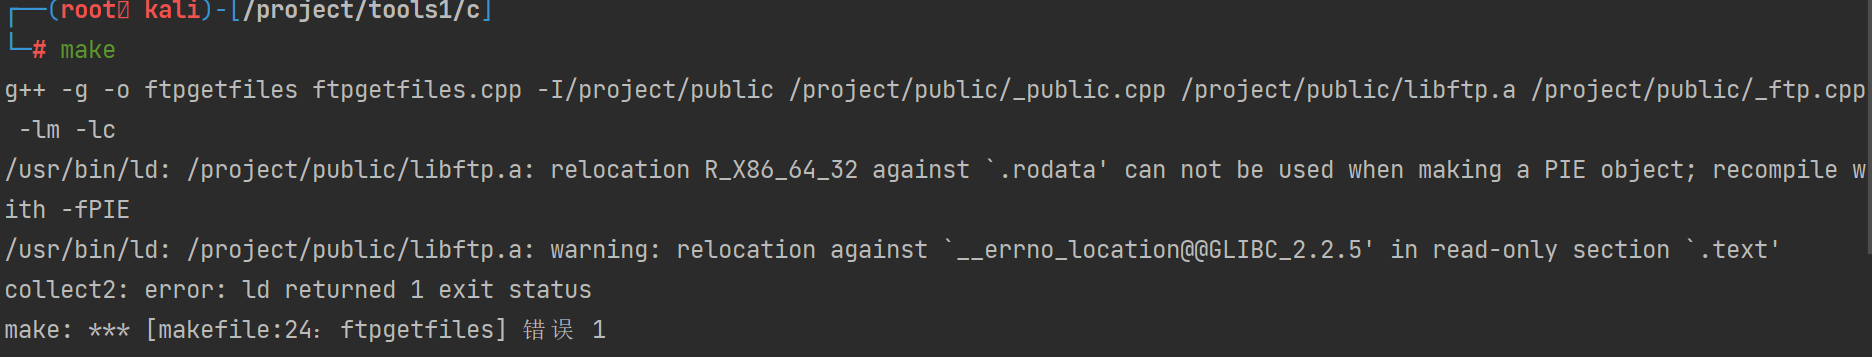 ┌──(root㉿ kali)-[/project/tools1/c]
└─# make
g++ -g -o ftpgetfiles ftpgetfiles.cpp -I/project/public /project/public/_public.cpp /project/public/libftp.a /project/public/_ftp.cpp
 -lm -lc
/usr/bin/ld: /project/public/libftp.a: relocation R_X86_64_32 against `.rodata' can not be used when making a PIE object; recompile w
ith -fPIE
/usr/bin/ld: /project/public/libftp.a: warning: relocation against `__errno_location@@GLIBC_2.2.5' in read-only section `.text'
collect2: error: ld returned 1 exit status
make: *** [makefile:24：ftpgetfiles] 错误 1